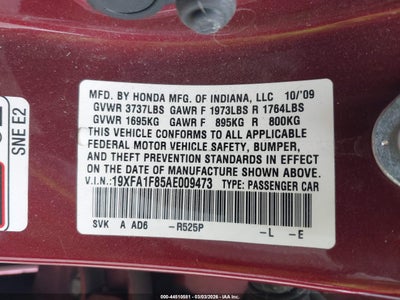 MFD. BY HONDA MFG. OF INDIANA, LLC 10/'09
GVWR 3737LBS GAWR F 1973LBS R 1764LBS
GVWR 1695KG GAWR F 895KG R 800KG
THIS VEHICLE CONFORMS TO ALL APPLICABLE
FEDERAL MOTOR VEHICLE SAFETY, BUMPER,
AND THEFT PREVENTION STANDARDS IN EFFECT
ON THE DATE OF MANUFACTURE SHOWN ABOVE.
V.I.N.:19XFA1F85AE009473 TYPE: PASSENGER CAR
SVK A AD6 -R525P -L -E
SNE E2
000-44510581 - 03/03/2026 - IAA Branches